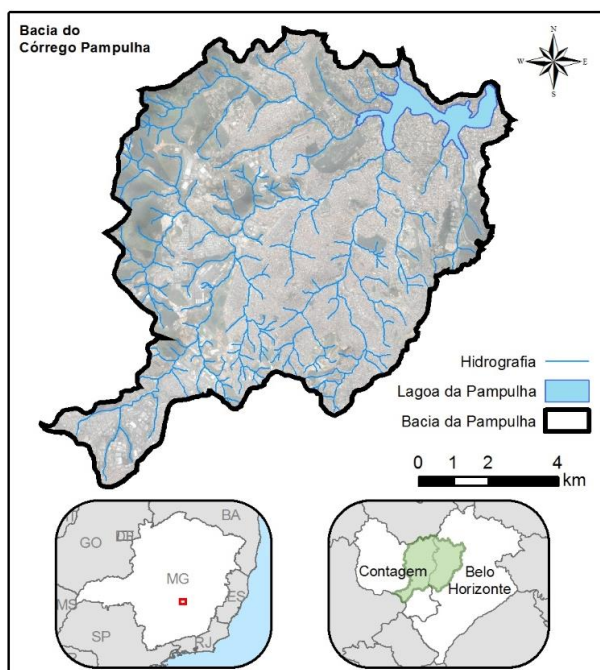 Bacia do
Córrego Pampulha
N
W E
S
Hidrografia
Lagoa da Pampulha
Bacia da Pampulha
0 1 2 4
km
BA
GO
DF
MG
MS
ES
SP
RJ
Contagem
Belo
Horizonte